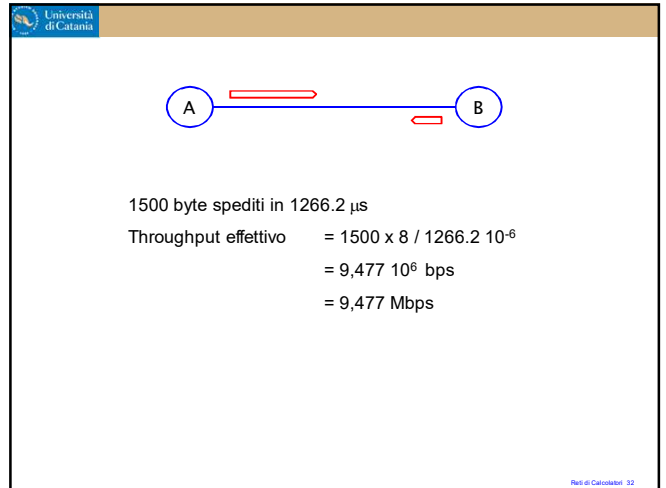 Università
di Catania
A
B
1500 byte spediti in 1266.2 μs
Throughput effettivo = 1500 x 8 / 1266.2 10⁻⁶
= 9,477 10⁶ bps
= 9,477 Mbps
Reti di Calcolatori 32